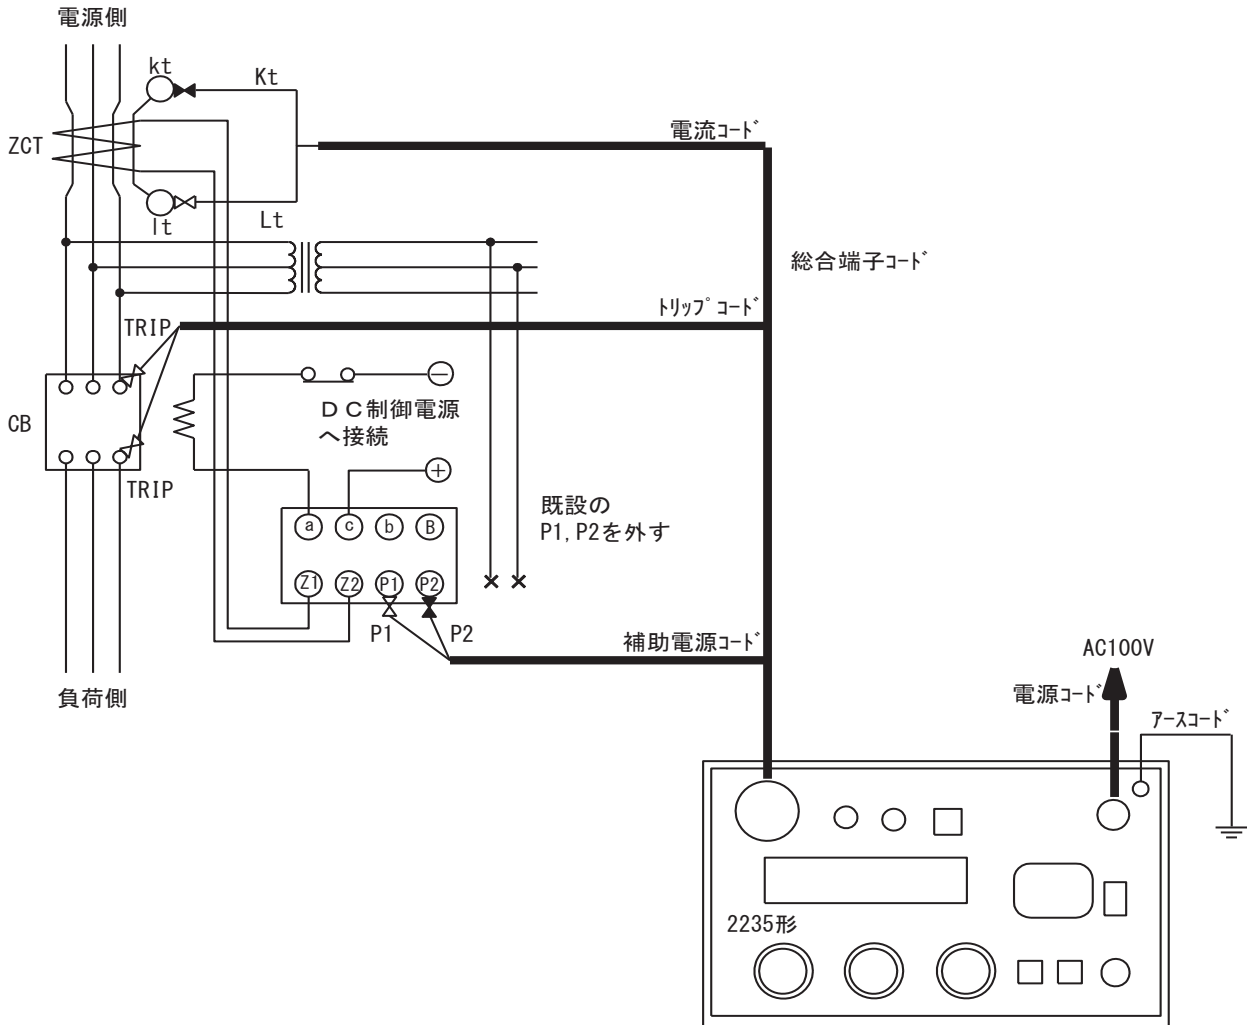 電源側
kt
Kt
ZCT
電流コード
lt
Lt
総合端子コード
トリップコード
TRIP
CB
DC制御電源
へ接続
TRIP
既設の
P1,P2を外す
a c b B
Z1 Z2 P1 P2
P1 P2
補助電源コード
AC100V
負荷側
電源コード
アースコード
2235形